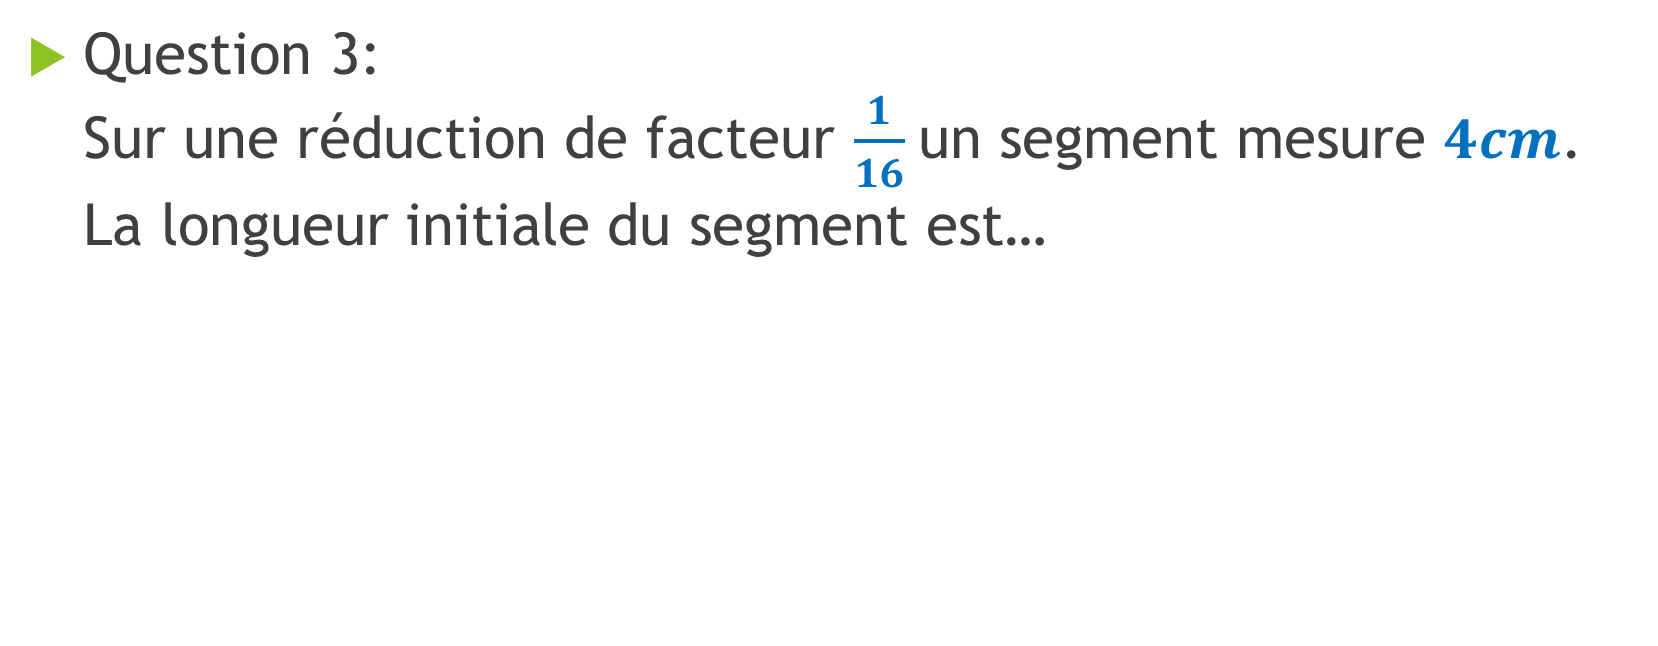 Question 3:
Sur une réduction de facteur 1/16 un segment mesure 4cm.
La longueur initiale du segment est…